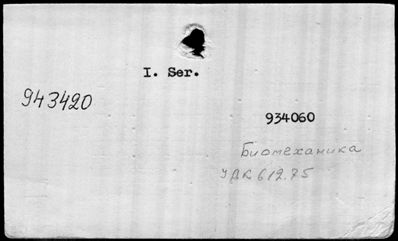 I. Ser.
943420
934060
Биомеханика
УДК 612.75